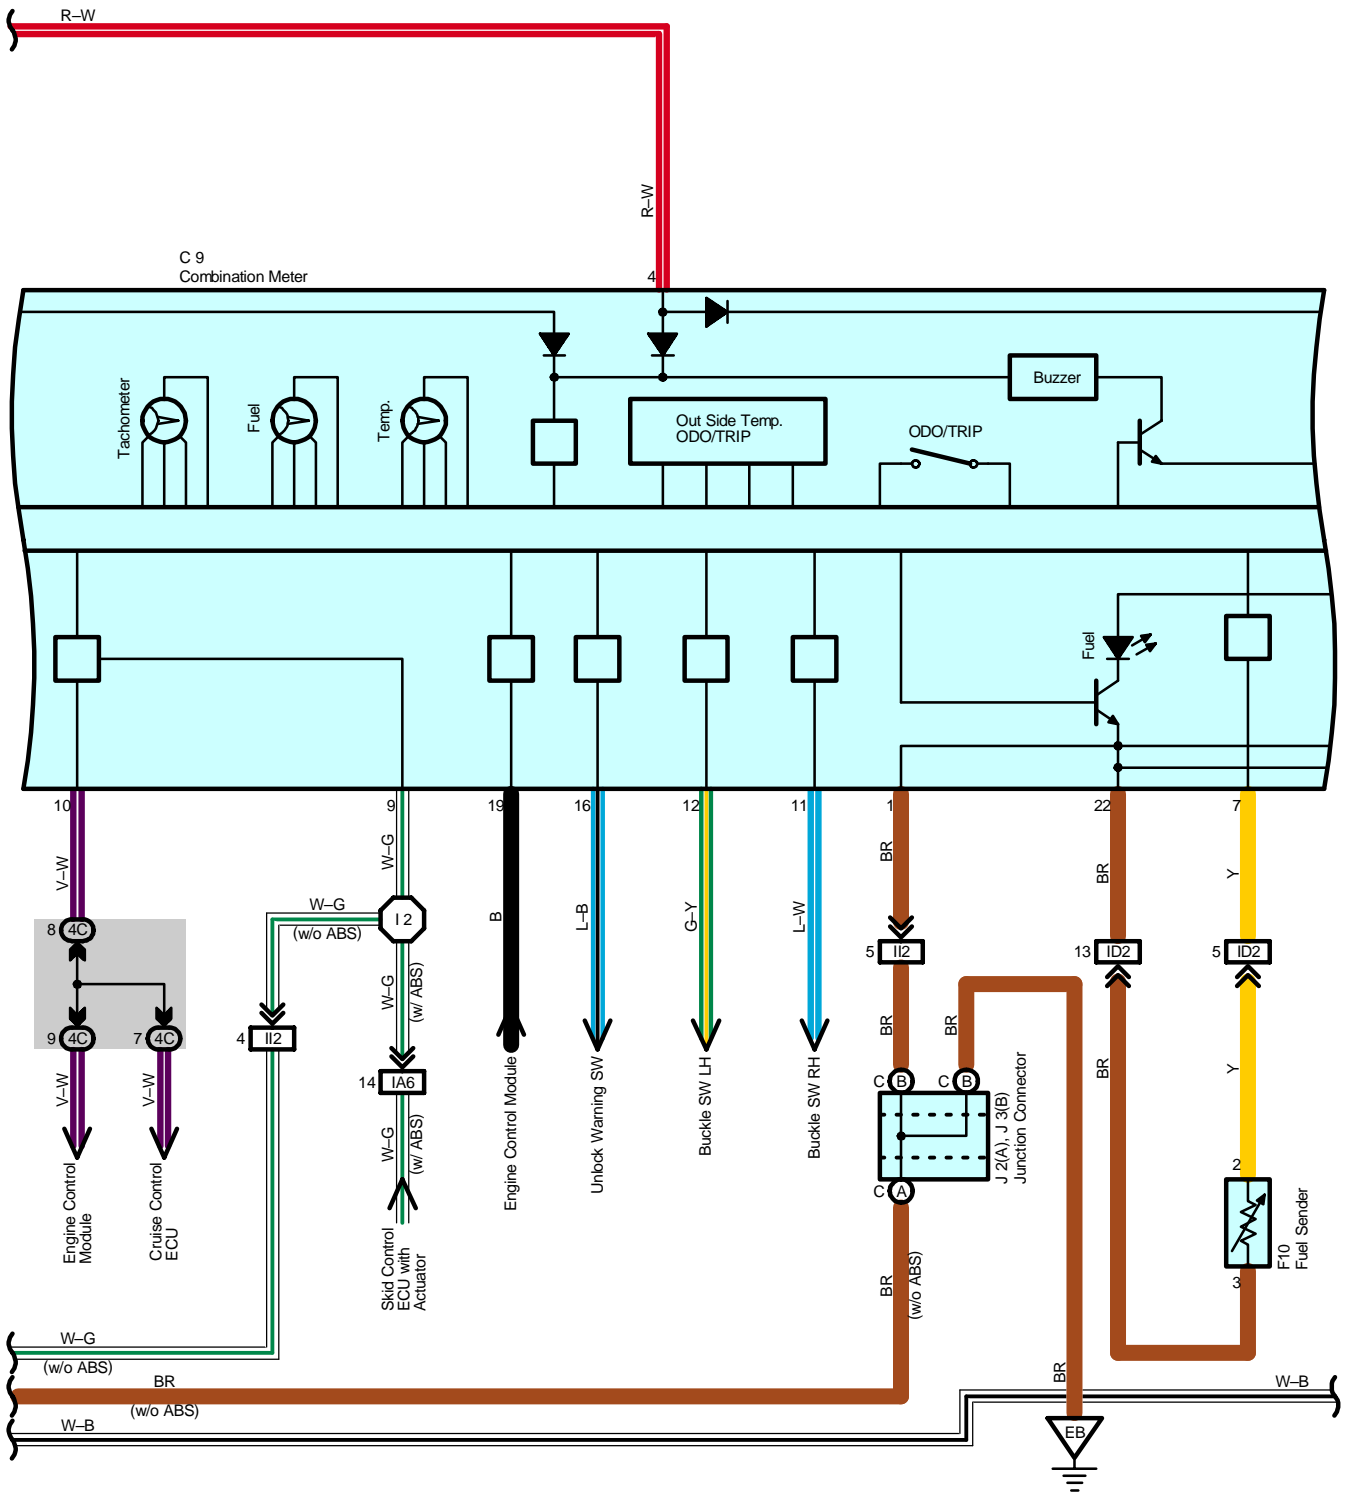 R–W
R–W
C 9
Combination Meter
4
Tachometer
Fuel
Temp.
Out Side Temp.
ODO/TRIP
ODO/TRIP
Buzzer
Fuel
10
9
19
16
12
11
1
22
7
V–W
W–G
B
L–B
G–Y
L–W
BR
BR
Y
8 4C
9 4C
7 4C
W–G
(w/o ABS)
I 2
W–G
(w/ ABS)
4 II2
14 IA6
5 II2
13 ID2
5 ID2
V–W
V–W
W–G
(w/ ABS)
BR
BR
BR
Y
Engine Control
Module
Cruise Control
ECU
Skid Control
ECU with
Actuator
Engine Control Module
Unlock Warning SW
Buckle SW LH
Buckle SW RH
C B
C B
C A
J 2(A), J 3(B)
Junction Connector
2
3
F10
Fuel Sender
BR
(w/o ABS)
W–G
(w/o ABS)
BR
(w/o ABS)
W–B
BR
W–B
EB